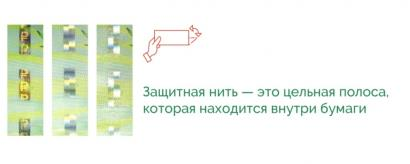 Защитная нить — это цельная полоса,
которая находится внутри бумаги